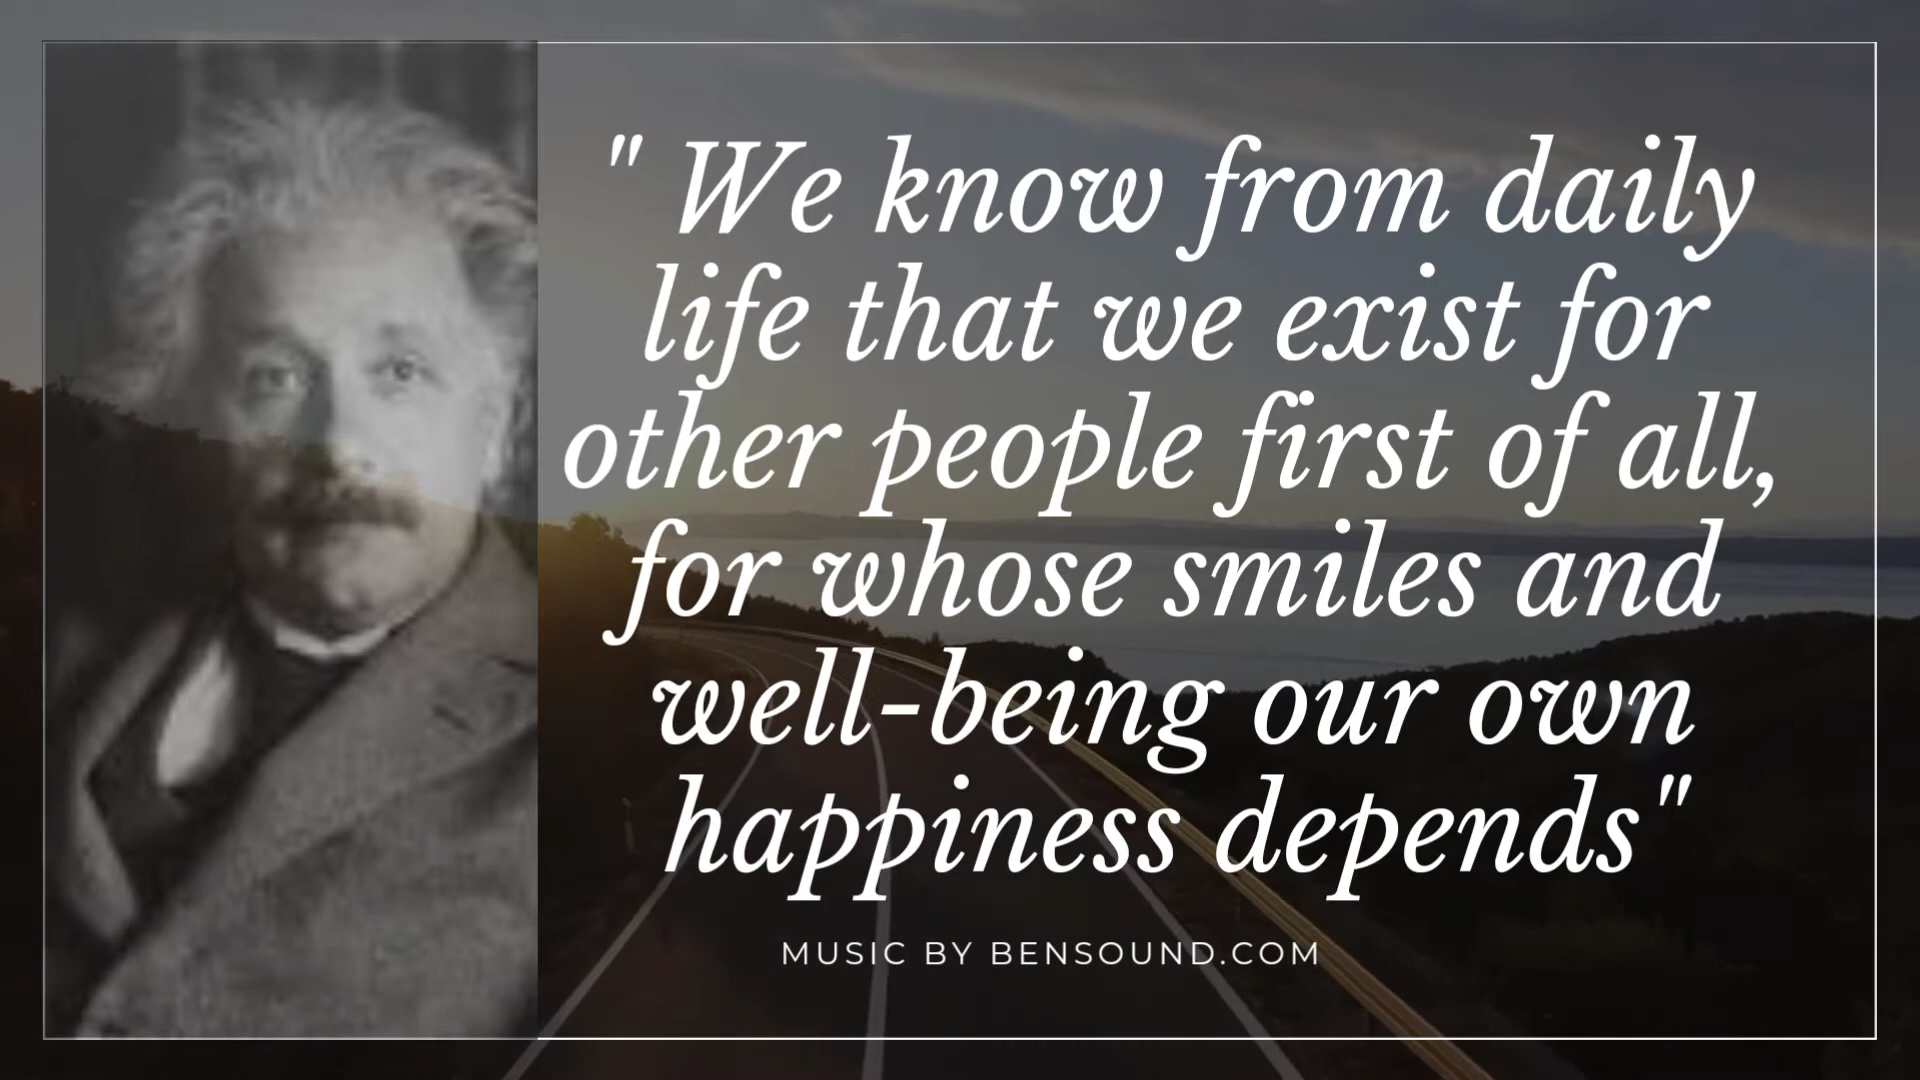 " We know from daily
life that we exist for
other people first of all,
for whose smiles and
well-being our own
happiness depends"
MUSIC BY BENSOUND.COM